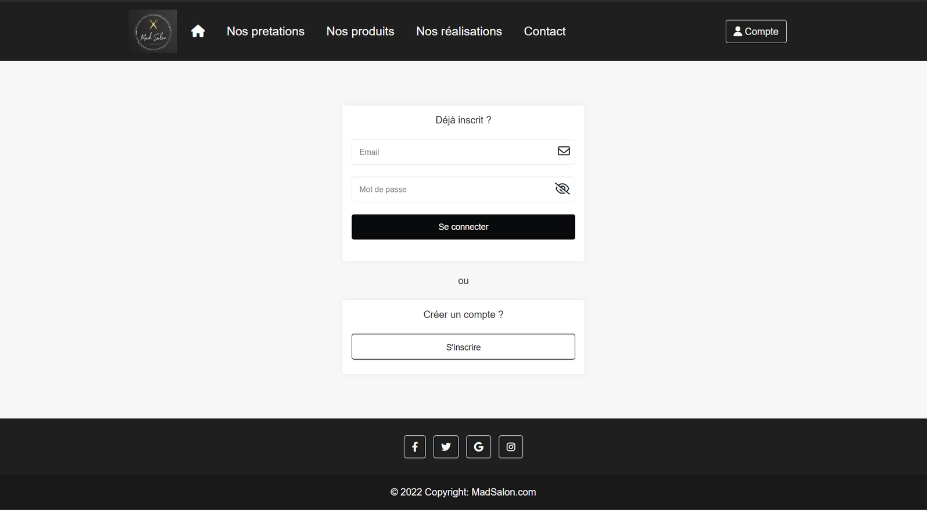 Mad Salon
Nos pretations
Nos produits
Nos réalisations
Contact
Compte
Déjà inscrit ?
Email
Mot de passe
Se connecter
ou
Créer un compte ?
S'inscrire
© 2022 Copyright: MadSalon.com